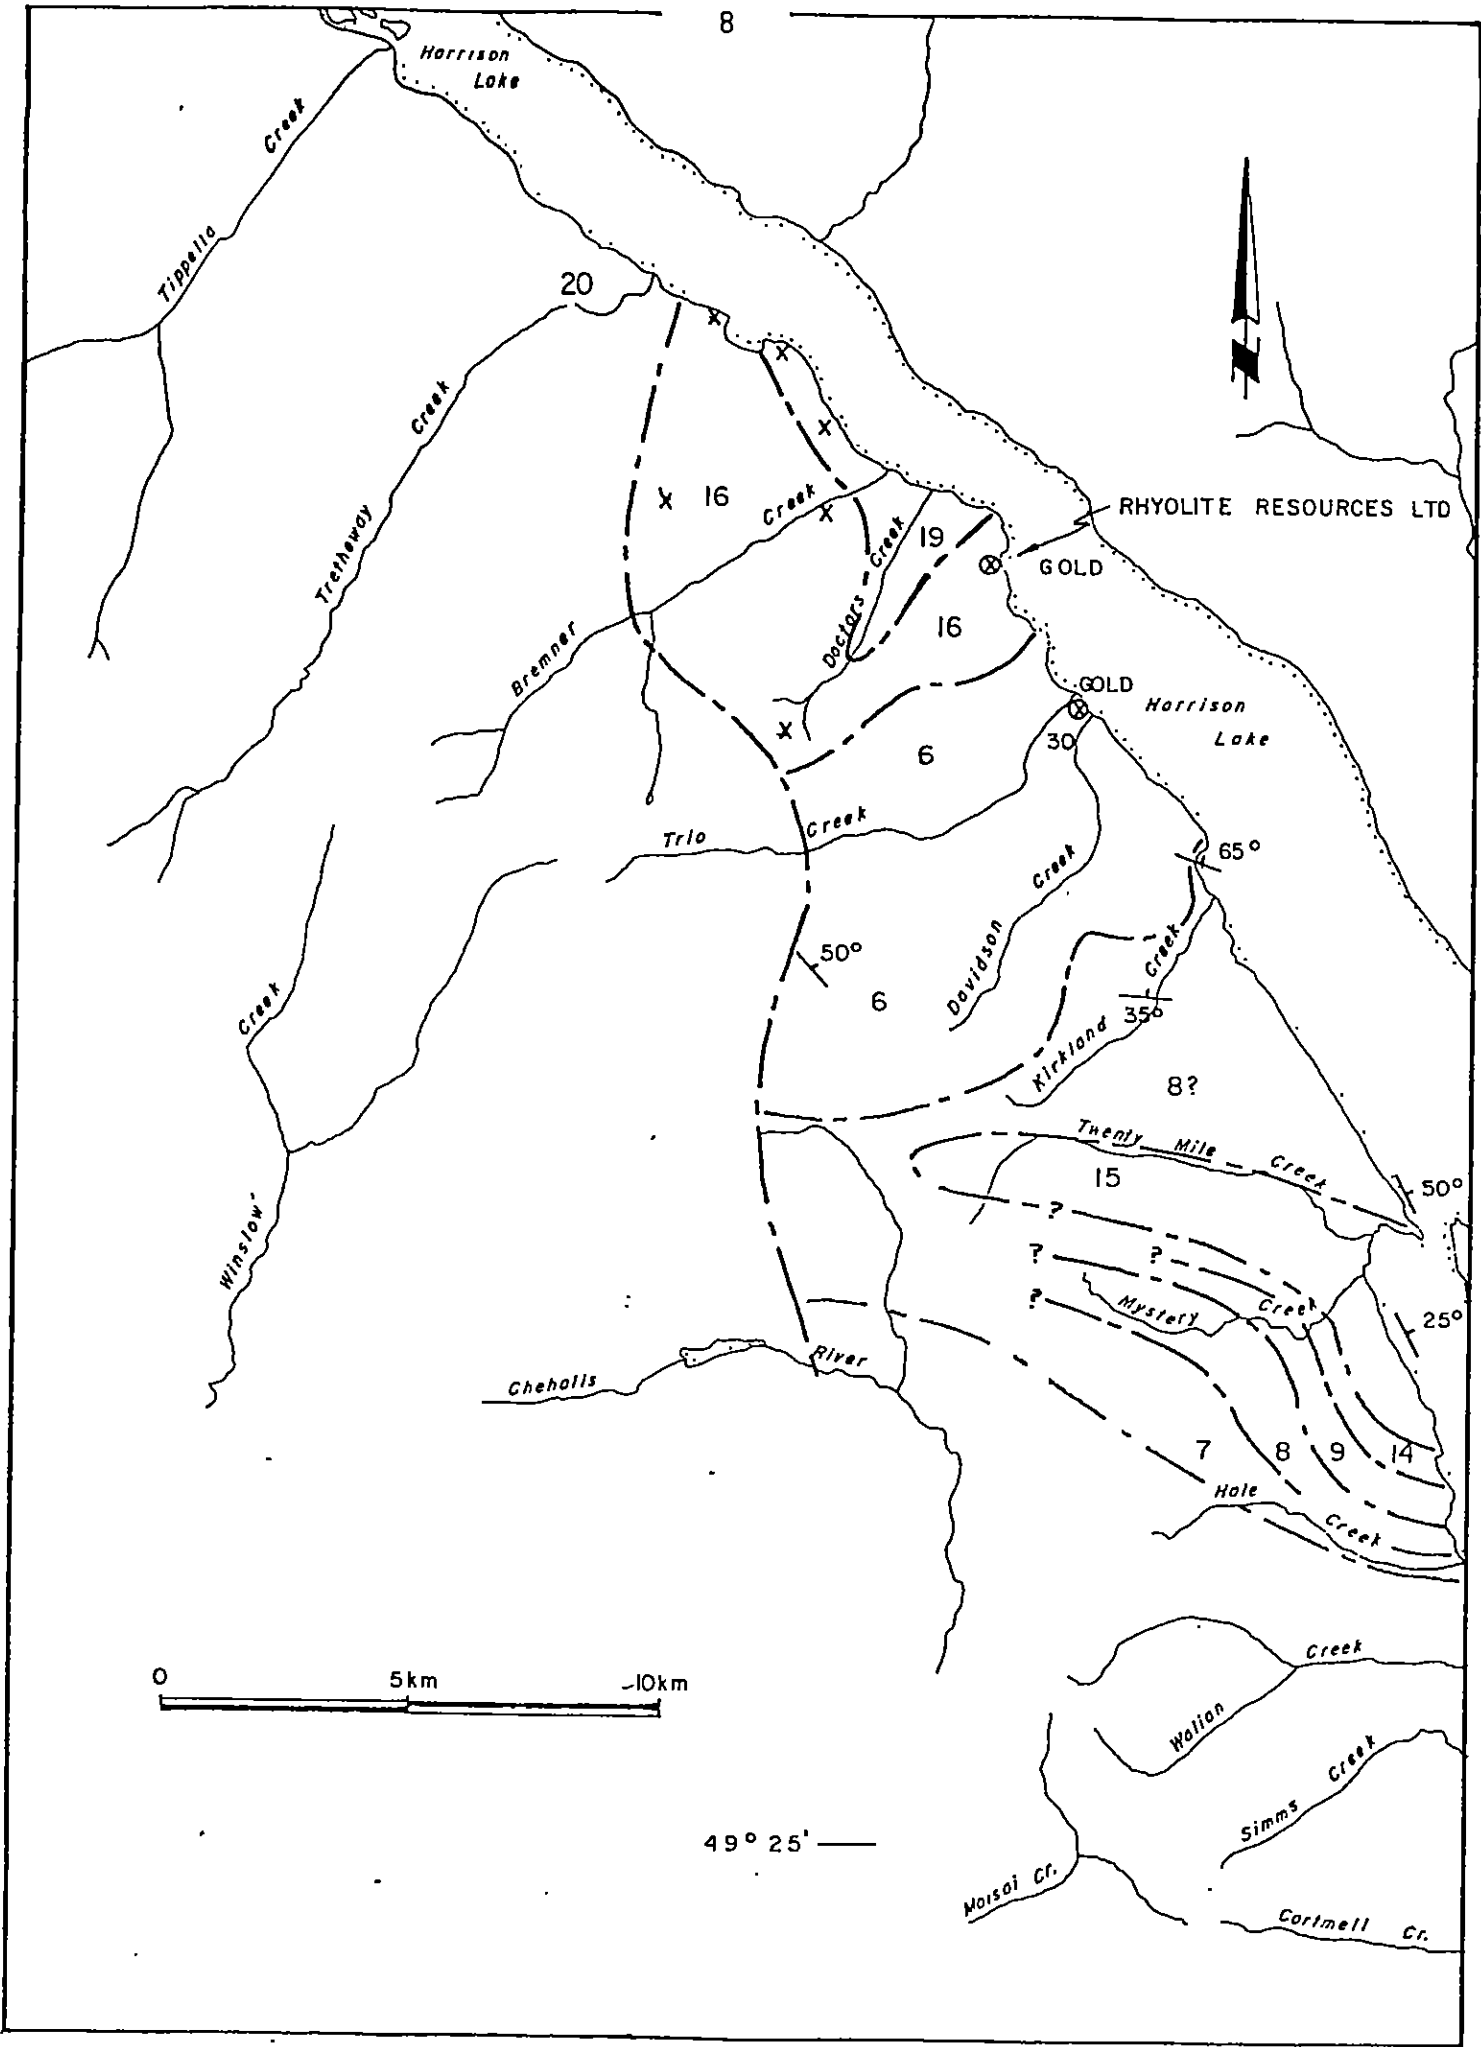 8
Harrison
Lake
Creek
Tippella
20
Creek
Tretheway
16
Creek
19
Creek
RHYOLITE RESOURCES LTD
GOLD
16
Doctors
Bremner
GOLD
Harrison
Lake
30
6
Trio
Creek
65°
Creek
Davidson
Creek
50°
6
35°
Kirkland
Creek
8?
Twenty Mile Creek
15
50°
?
?
?
?
Mystery
Creek
25°
Winslow
River
Chehalis
7
8
9
14
Hale
Creek
Creek
0
5km
10km
Walian
Creek
Simms
49° 25'
Cr.
Cartmell Cr.